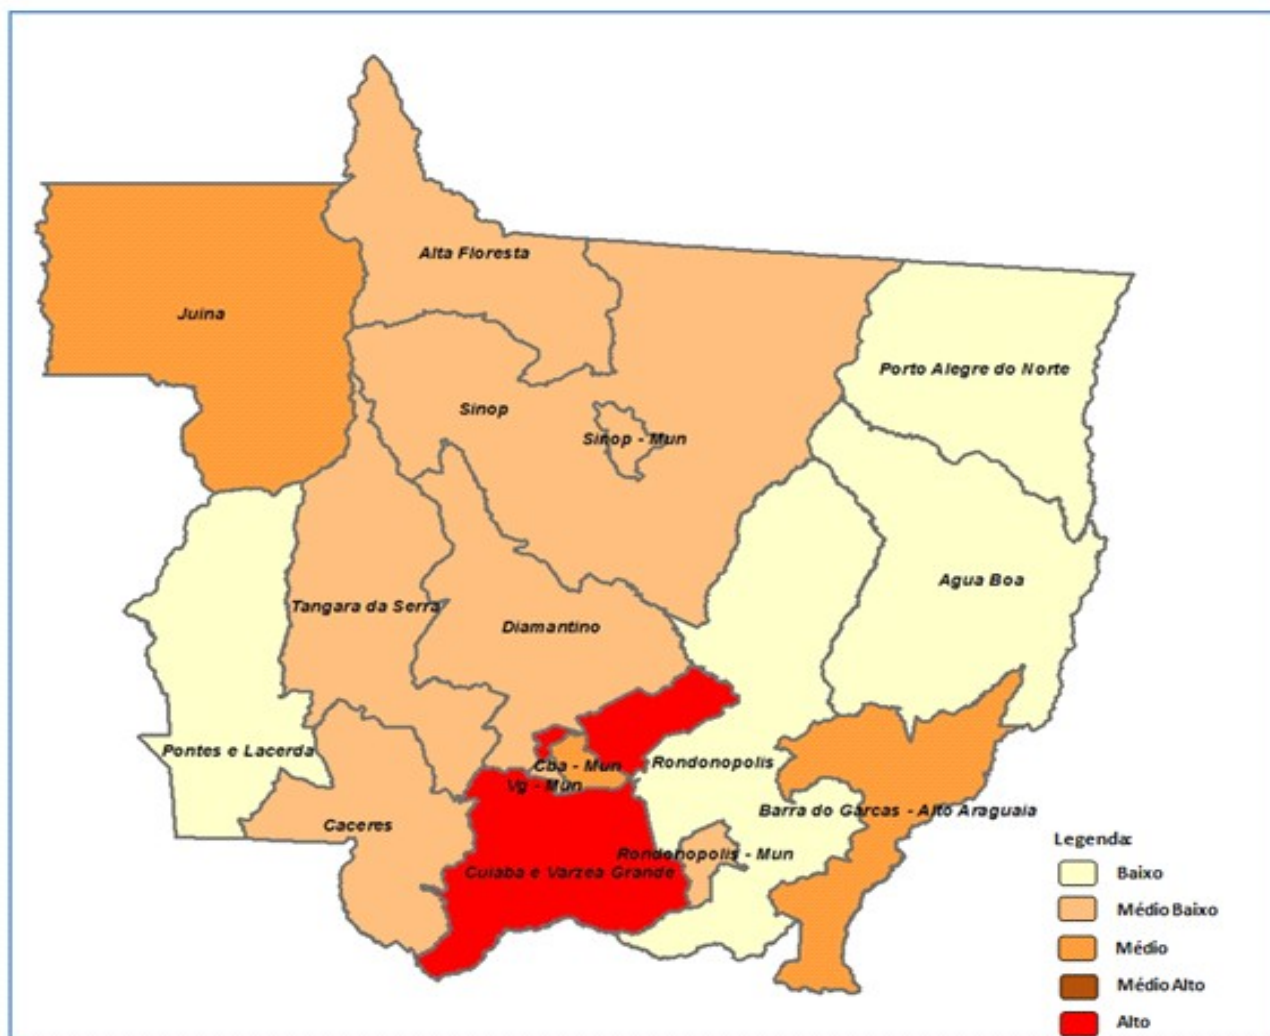 Alta Floresta
Juina
Porto Alegre do Norte
Sinop
Sinop - Mun
Agua Boa
Tangara da Serra
Diamantino
Pontes e Lacerda
Cba - Mun
Rondonopolis
Vg - Mun
Barra do Garcas - Alto Araguaia
Caceres
Rondonopolis - Mun
Cuiaba e Varzea Grande
Legenda:
Baixo
Médio Baixo
Médio
Médio Alto
Alto